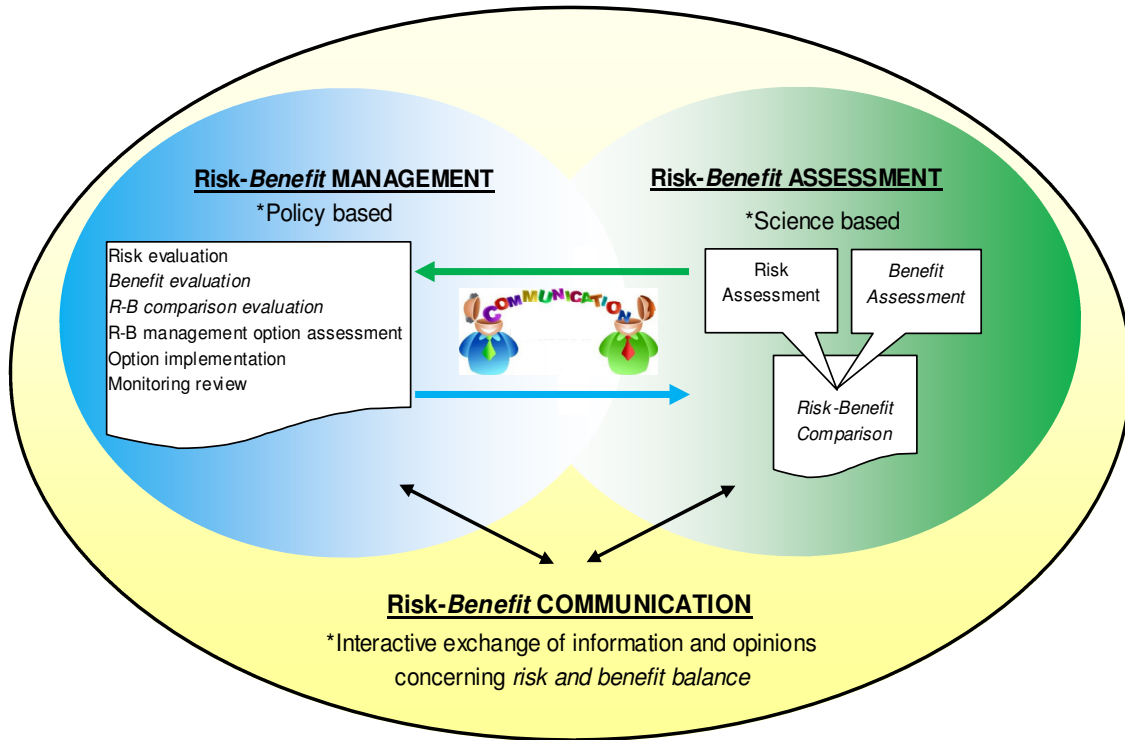 Risk-Benefit MANAGEMENT
*Policy based
Risk evaluation
Benefit evaluation
R-B comparison evaluation
R-B management option assessment
Option implementation
Monitoring review
COMMUNICATION
Risk-Benefit ASSESSMENT
*Science based
Risk
Assessment
Benefit
Assessment
Risk-Benefit
Comparison
Risk-Benefit COMMUNICATION
*Interactive exchange of information and opinions
concerning risk and benefit balance